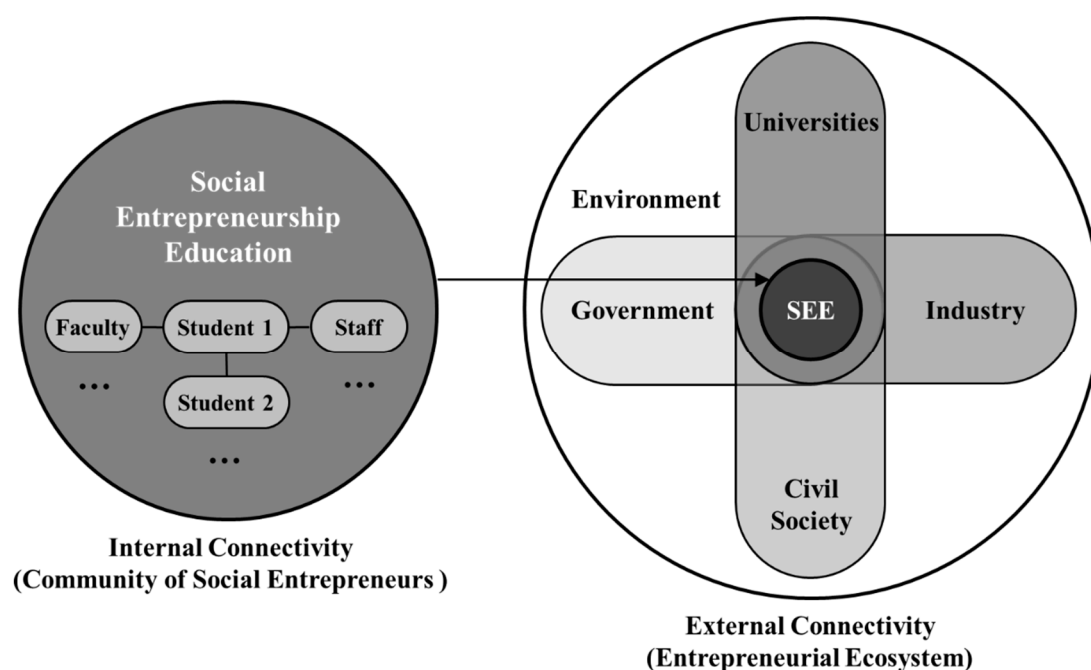 Social
Entrepreneurship
Education
Faculty
Student 1
Staff
...
Student 2
...
...
Internal Connectivity
(Community of Social Entrepreneurs )
Universities
Environment
Government
SEE
Industry
Civil
Society
External Connectivity
(Entrepreneurial Ecosystem)